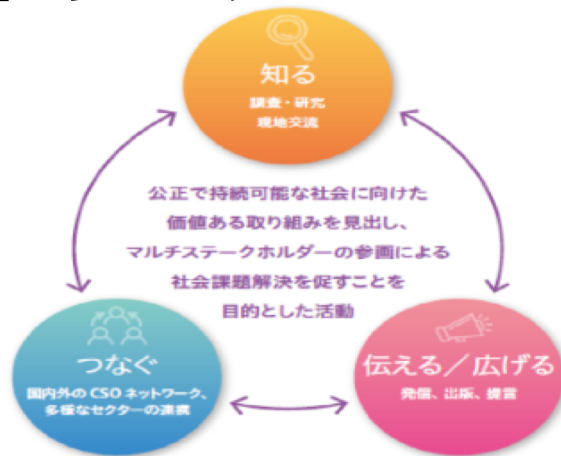 知る
調査・研究
現地交流
公正で持続可能な社会に向けた
価値ある取り組みを見出し、
マルチステークホルダーの参画による
社会課題解決を促すことを
目的とした活動
つなぐ
国内外の CSO ネットワーク、
多様なセクターの連携
伝える／広げる
発信、出版、提言